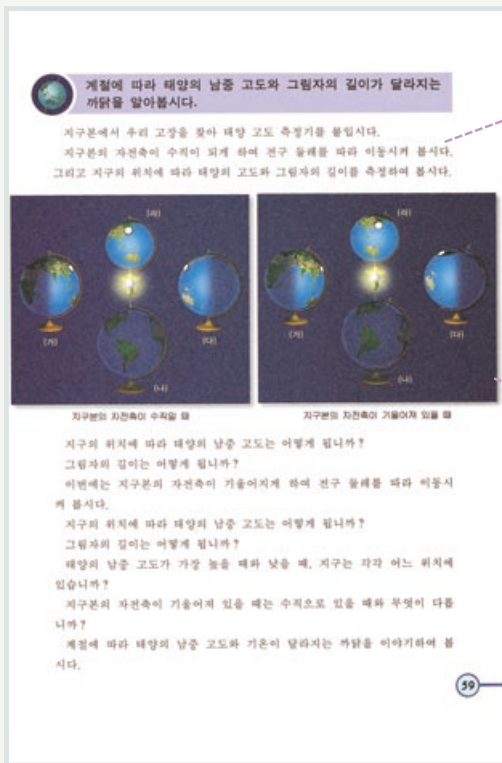 계절에 따라 태양의 남중 고도와 그림자의 길이가 달라지는
까닭을 알아봅시다.
지구본에서 우리 고장을 찾아 태양 고도 측정기를 붙입시다.
지구본의 자전축이 수직이 되게 하여 전구 둘레를 따라 이동시켜 봅시다.
그리고 지구의 위치에 따라 태양의 고도와 그림자의 길이를 측정하여 봅시다.
(라)
(가)
(다)
(나)
(라)
(가)
(다)
(나)
지구본의 자전축이 수직일 때
지구본의 자전축이 기울어져 있을 때
지구의 위치에 따라 태양의 남중 고도는 어떻게 됩니까?
그림자의 길이는 어떻게 됩니까?
이번에는 지구본의 자전축이 기울어지게 하여 전구 둘레를 따라 이동시
켜 봅시다.
지구의 위치에 따라 태양의 남중 고도는 어떻게 됩니까?
그림자의 길이는 어떻게 됩니까?
태양의 남중 고도가 가장 높을 때와 낮을 때, 지구는 각각 어느 위치에
있습니까?
지구본의 자전축이 기울어져 있을 때는 수직으로 있을 때와 무엇이 다릅
니까?
계절에 따라 태양의 남중 고도와 기온이 달라지는 까닭을 이야기하여 봅
시다.
59